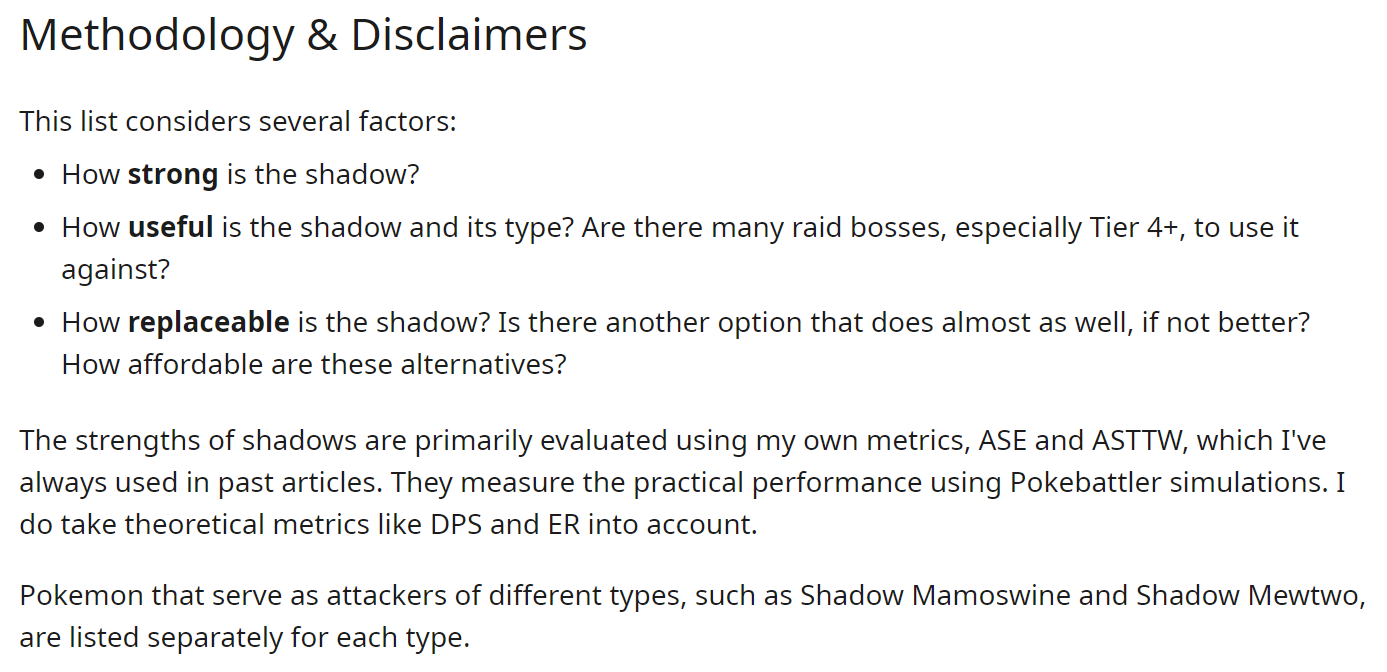 Methodology & Disclaimers
This list considers several factors:
• How strong is the shadow?
• How useful is the shadow and its type? Are there many raid bosses, especially Tier 4+, to use it
against?
• How replaceable is the shadow? Is there another option that does almost as well, if not better?
How affordable are these alternatives?
The strengths of shadows are primarily evaluated using my own metrics, ASE and ASTTW, which I've
always used in past articles. They measure the practical performance using Pokebattler simulations. I
do take theoretical metrics like DPS and ER into account.
Pokemon that serve as attackers of different types, such as Shadow Mamoswine and Shadow Mewtwo,
are listed separately for each type.